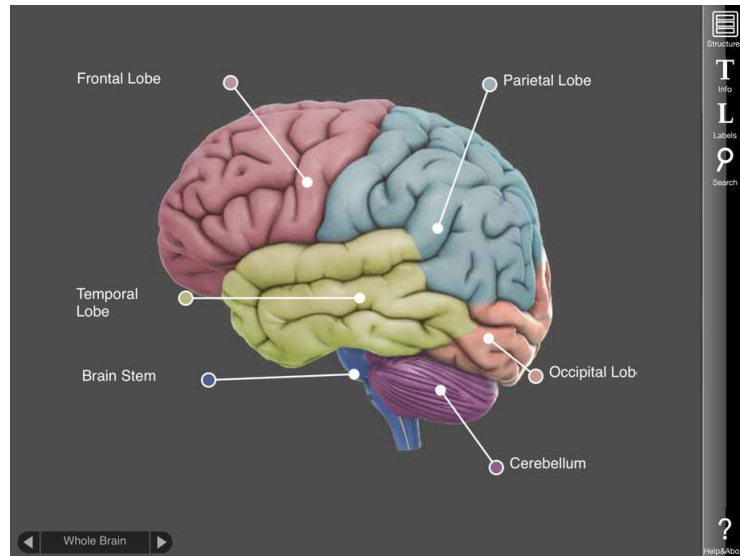 Structure
T
Info
L
Labels
Search
Frontal Lobe
Parietal Lobe
Temporal
Lobe
Brain Stem
Occipital Lob
Cerebellum
Whole Brain
?
Help&Abo